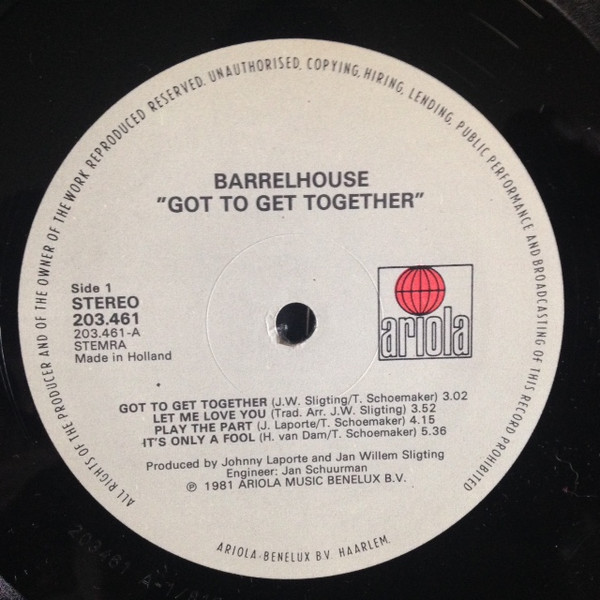 ALL RIGHTS OF THE PRODUCER AND OF THE OWNER OF THE WORK REPRODUCED RESERVED. UNAUTHORISED, COPYING, HIRING, LENDING, PUBLIC PERFORMANCE AND BROADCASTING OF THIS RECORD PROHIBITED
BARRELHOUSE
"GOT TO GET TOGETHER"
Side 1
STEREO
203.461
203.461-A
STEMRA
Made in Holland
ariola
GOT TO GET TOGETHER (J.W. Sligting/T. Schoemaker) 3.02
LET ME LOVE YOU (Trad. Arr. J.W. Sligting) 3.52
PLAY THE PART (J. Laporte/T. Schoemaker) 4.15
IT'S ONLY A FOOL (H. van Dam/T. Schoemaker) 5.36
Produced by Johnny Laporte and Jan Willem Sligting
Engineer: Jan Schuurman
℗ 1981 ARIOLA MUSIC BENELUX B.V.
ARIOLA-BENELUX B.V. HAARLEM.
203461 A-1